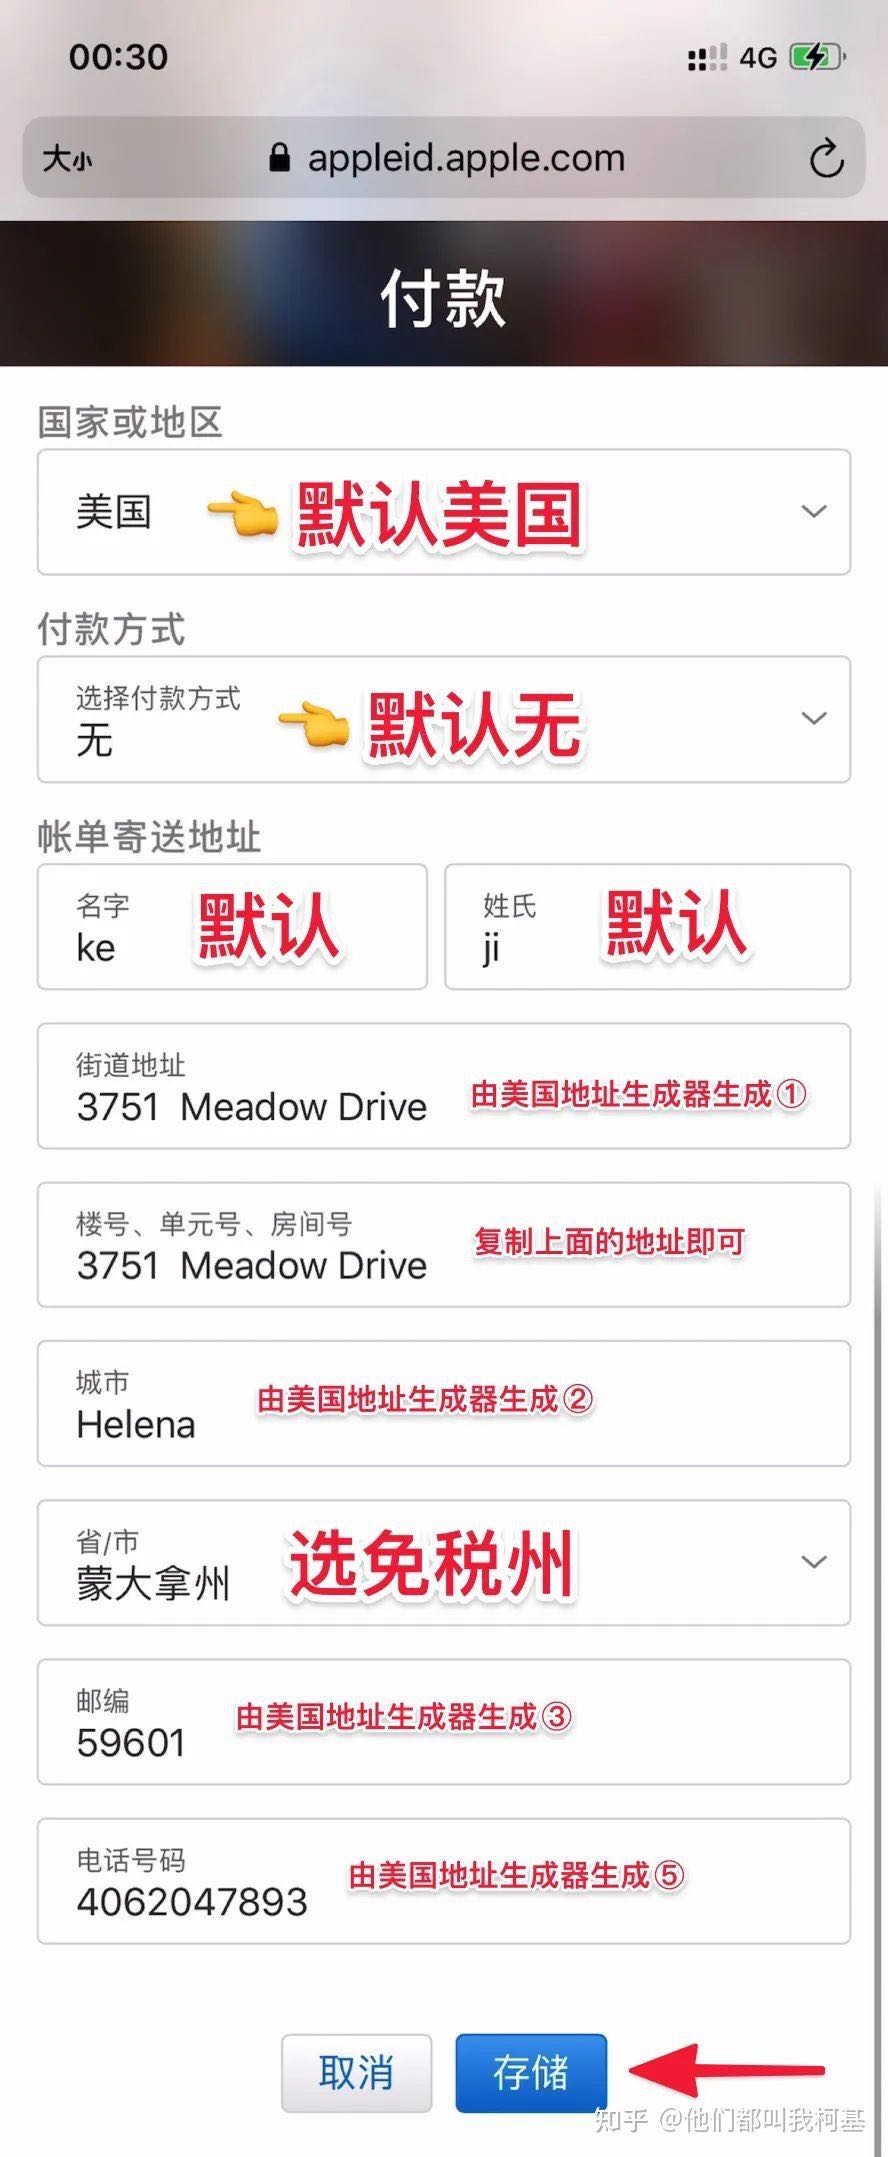 00:30 4G
大小 appleid.apple.com
付款
国家或地区
美国 默认美国
付款方式
选择付款方式
无 默认无
帐单寄送地址
名字 姓氏
ke 默认 ji 默认
街道地址
3751 Meadow Drive 由美国地址生成器生成①
楼号、单元号、房间号
3751 Meadow Drive 复制上面的地址即可
城市
Helena 由美国地址生成器生成②
省/市
蒙大拿州 选免税州
邮编
59601 由美国地址生成器生成③
电话号码
4062047893 由美国地址生成器生成⑤
取消 存储
知乎 @他们都叫我柯基